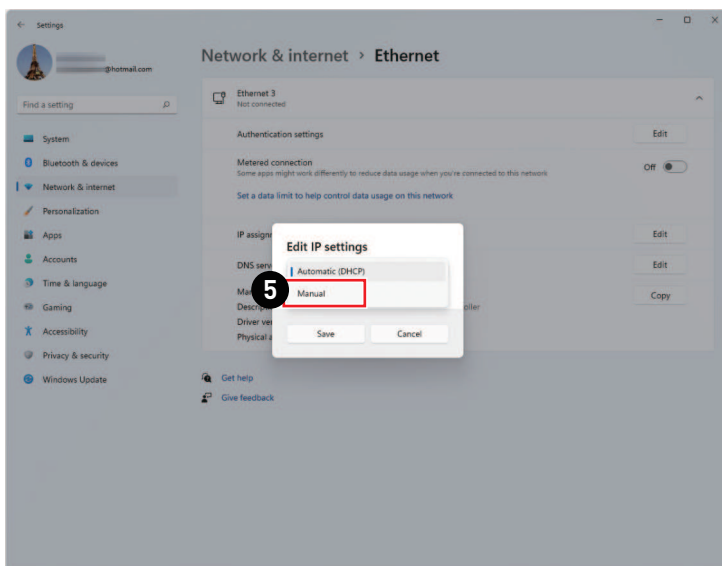 Settings
@hotmail.com
Find a setting
System
Bluetooth & devices
Network & internet
Personalization
Apps
Accounts
Time & language
Gaming
Accessibility
Privacy & security
Windows Update
Network & internet > Ethernet
Ethernet 3
Not connected
Authentication settings
Edit
Metered connection
Some apps might work differently to reduce data usage when you're connected to this network
Off
Set a data limit to help control data usage on this network
IP assign
Edit
DNS serv
Edit
Copy
Driver ve
Physical a
Edit IP settings
Automatic (DHCP)
5
Manual
Save
Cancel
Get help
Give feedback